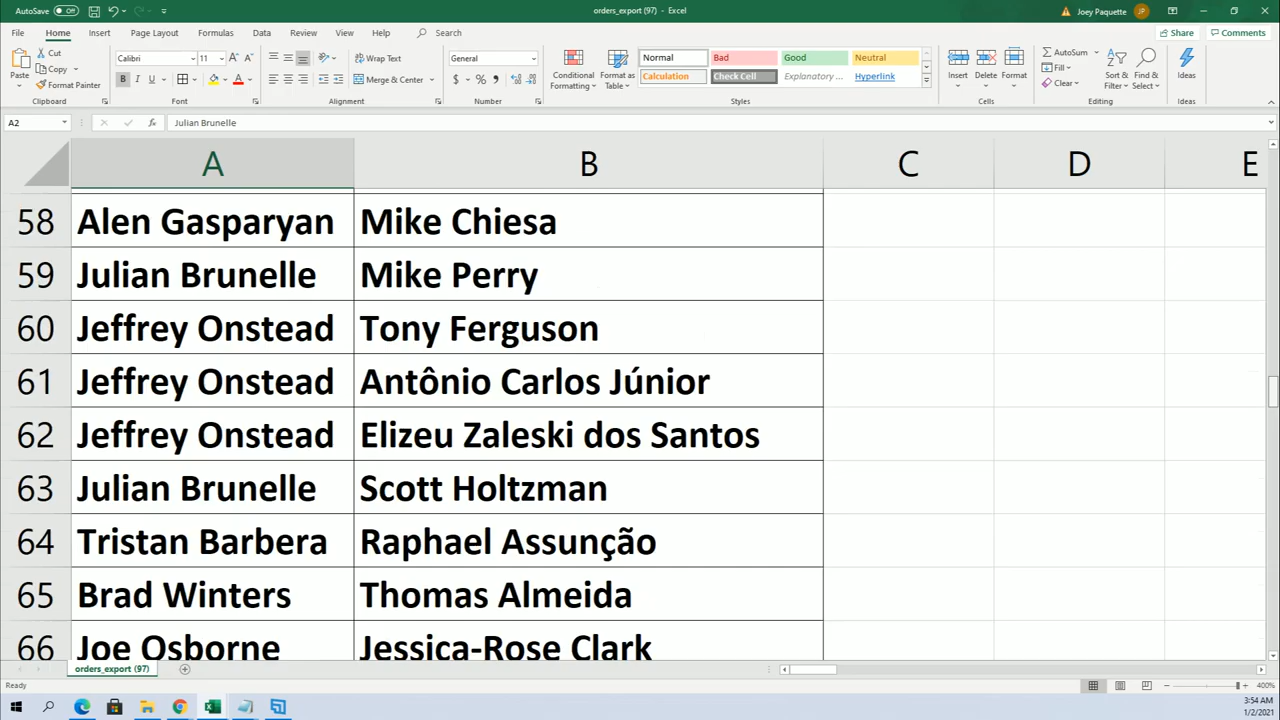 AutoSave Off
orders_export (97) - Excel
Joey Paquette JP
File Home Insert Page Layout Formulas Data Review View Help Search Share Comments
Paste Cut Copy Format Painter Clipboard
Calibri 11 B I U Font
Wrap Text Merge & Center Alignment
General $ % Number
Conditional Formatting Format as Table
Normal Bad Good Neutral
Calculation Check Cell Explanatory ... Hyperlink
Styles
Insert Delete Format Cells
AutoSum Fill Clear Sort & Filter Find & Select Editing
Ideas Ideas
A2 fx Julian Brunelle
A B C D E
58 Alen Gasparyan Mike Chiesa
59 Julian Brunelle Mike Perry
60 Jeffrey Onstead Tony Ferguson
61 Jeffrey Onstead Antônio Carlos Júnior
62 Jeffrey Onstead Elizeu Zaleski dos Santos
63 Julian Brunelle Scott Holtzman
64 Tristan Barbera Raphael Assunção
65 Brad Winters Thomas Almeida
66 Joe Osborne Jessica-Rose Clark
orders_export (97)
Ready 400%
3:54 AM
1/2/2021